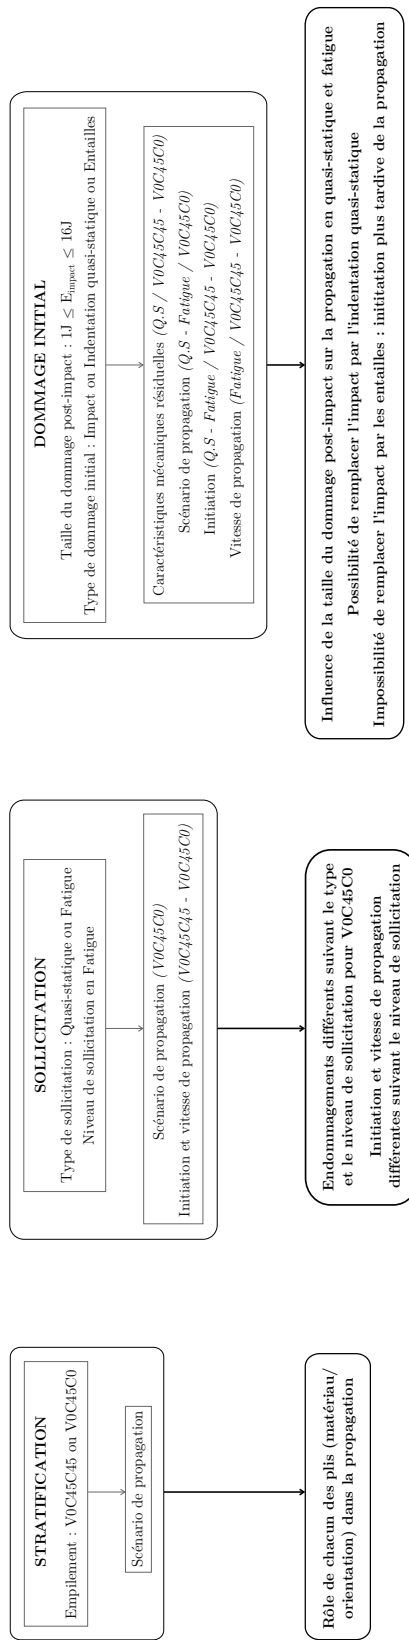 STRATIFICATION
Empilement : V0C45C45 ou V0C45C0
Scénario de propagation
Rôle de chacun des plis (matériau/
orientation) dans la propagation
SOLLICITATION
Type de sollicitation : Quasi-statique ou Fatigue
Niveau de sollicitation en Fatigue
Scénario de propagation (V0C45C0)
Initiation et vitesse de propagation (V0C45C45 - V0C45C0)
Endommagements différents suivant le type
et le niveau de sollicitation pour V0C45C0
Initiation et vitesse de propagation
différentes suivant le niveau de sollicitation
DOMMAGE INITIAL
Taille du dommage post-impact : 1J ≤ E_impact ≤ 16J
Type de dommage initial : Impact ou Indentation quasi-statique ou Entailles
Caractéristiques mécaniques résiduelles (Q.S / V0C45C45 - V0C45C0)
Scénario de propagation (Q.S - Fatigue / V0C45C0)
Initiation (Q.S - Fatigue / V0C45C45 - V0C45C0)
Vitesse de propagation (Fatigue / V0C45C45 - V0C45C0)
Influence de la taille du dommage post-impact sur la propagation en quasi-statique et fatigue
Possibilité de remplacer l'impact par l'indentation quasi-statique
Impossibilité de remplacer l'impact par les entailles : inititation plus tardive de la propagation